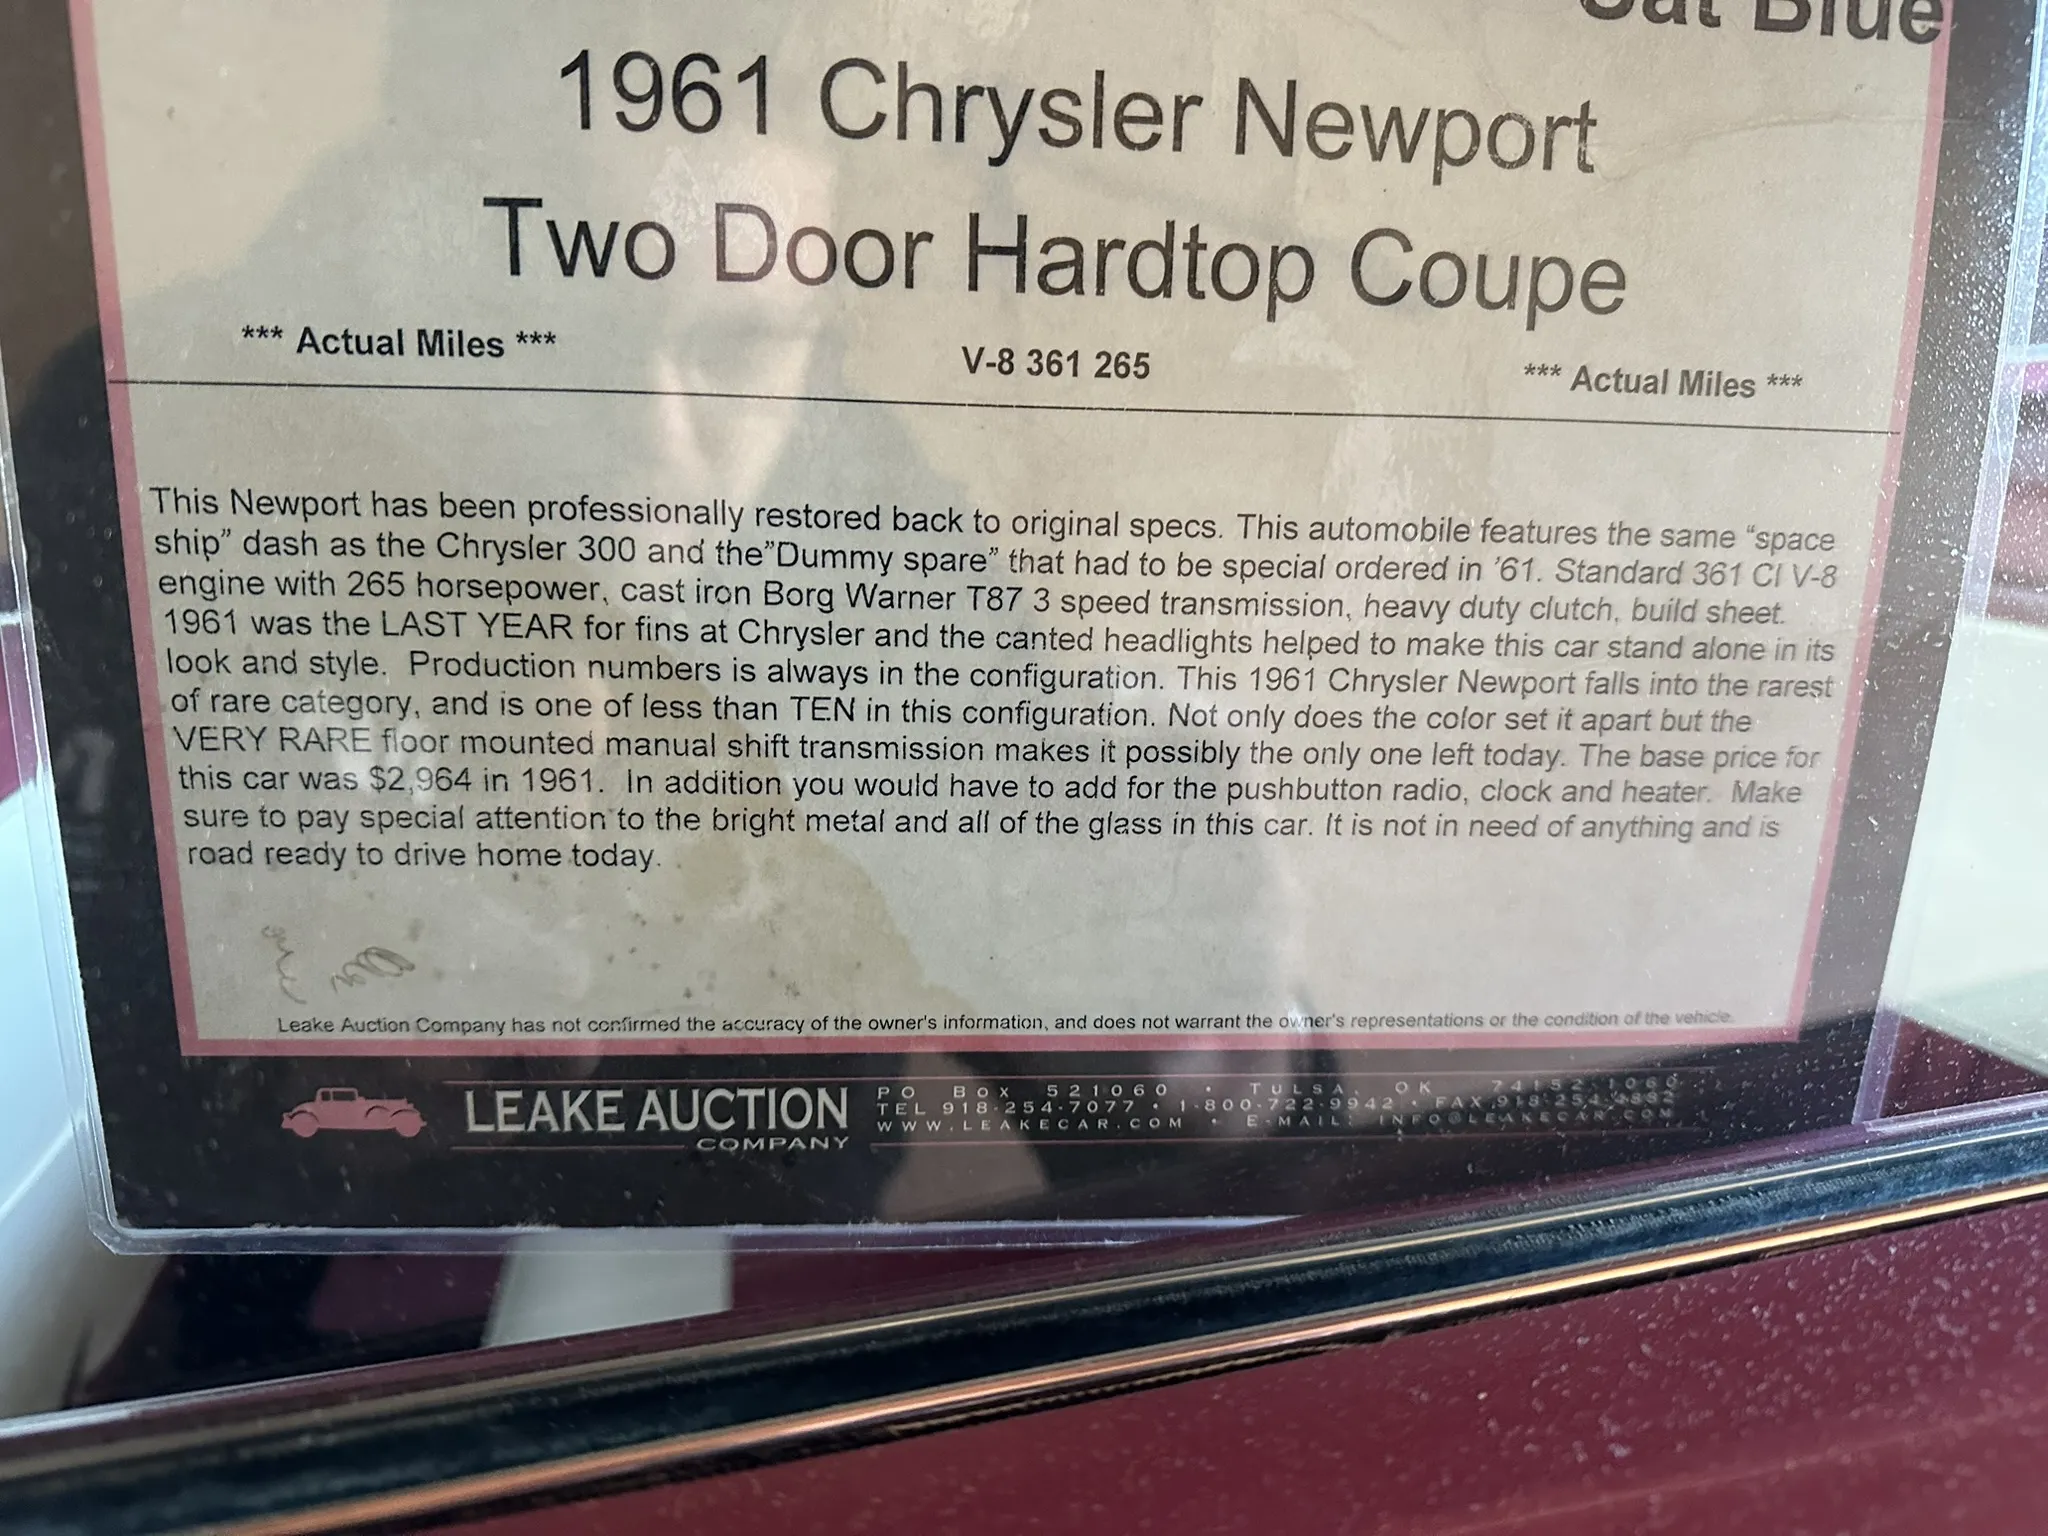 Sat Blue
1961 Chrysler Newport
Two Door Hardtop Coupe
*** Actual Miles *** V-8 361 265 *** Actual Miles ***
This Newport has been professionally restored back to original specs. This automobile features the same “space
ship” dash as the Chrysler 300 and the”Dummy spare” that had to be special ordered in ’61. Standard 361 CI V-8
engine with 265 horsepower, cast iron Borg Warner T87 3 speed transmission, heavy duty clutch, build sheet.
1961 was the LAST YEAR for fins at Chrysler and the canted headlights helped to make this car stand alone in its
look and style. Production numbers is always in the configuration. This 1961 Chrysler Newport falls into the rarest
of rare category, and is one of less than TEN in this configuration. Not only does the color set it apart but the
VERY RARE floor mounted manual shift transmission makes it possibly the only one left today. The base price for
this car was $2,964 in 1961. In addition you would have to add for the pushbutton radio, clock and heater. Make
sure to pay special attention to the bright metal and all of the glass in this car. It is not in need of anything and is
road ready to drive home today.
Leake Auction Company has not confirmed the accuracy of the owner's information, and does not warrant the owner's representations or the condition of the vehicle.
LEAKE AUCTION
COMPANY
PO BOX 521060 • TULSA, OK 74152-1060
TEL 918-254-7077 • 1-800-722-9942 • FAX 918-254-
WWW.LEAKECAR.COM • E-MAIL: INFO@LEAKECAR.COM